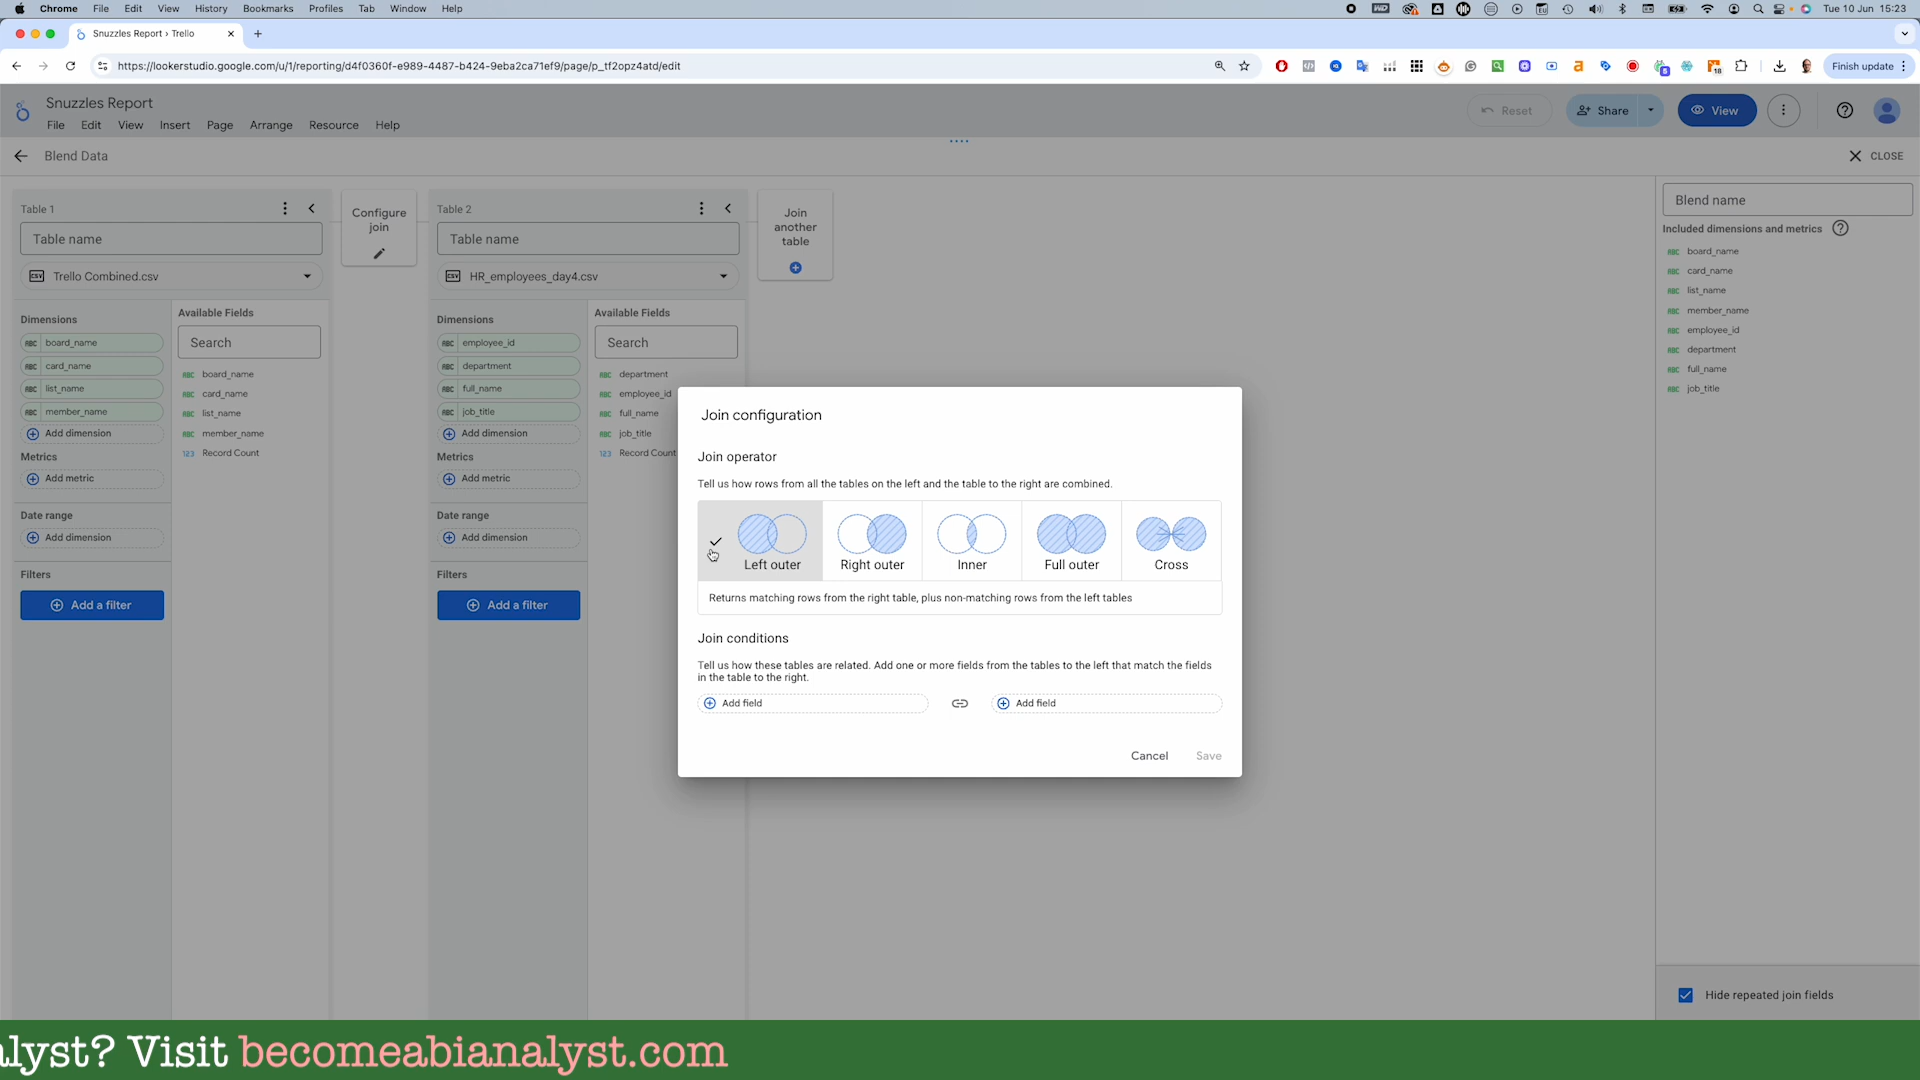 Chrome File Edit View History Bookmarks Profiles Tab Window Help Tue 10 Jun 15:23
Snuzzles Report › Trello
https://lookerstudio.google.com/u/1/reporting/d4f0360f-e989-4487-b424-9eba2ca71ef9/page/p_tf2opz4atd/edit
Finish update
Snuzzles Report
File Edit View Insert Page Arrange Resource Help
Reset
Share
View
Blend Data
CLOSE
Table 1
Table name
Trello Combined.csv
Dimensions
board_name
card_name
list_name
member_name
Add dimension
Metrics
Add metric
Date range
Add dimension
Filters
Add a filter
Available Fields
Search
board_name
card_name
list_name
member_name
Record Count
Configure
join
Table 2
Table name
HR_employees_day4.csv
Dimensions
employee_id
department
full_name
job_title
Add dimension
Metrics
Add metric
Date range
Add dimension
Filters
Add a filter
Available Fields
Search
department
employee_id
full_name
job_title
Record Count
Join
another
table
Join configuration
Join operator
Tell us how rows from all the tables on the left and the table to the right are combined.
Left outer
Right outer
Inner
Full outer
Cross
Returns matching rows from the right table, plus non-matching rows from the left tables
Join conditions
Tell us how these tables are related. Add one or more fields from the tables to the left that match the fields
in the table to the right.
Add field
Add field
Cancel
Save
Blend name
Included dimensions and metrics
board_name
card_name
list_name
member_name
employee_id
department
full_name
job_title
Hide repeated join fields
alyst? Visit becomeabianalyst.com